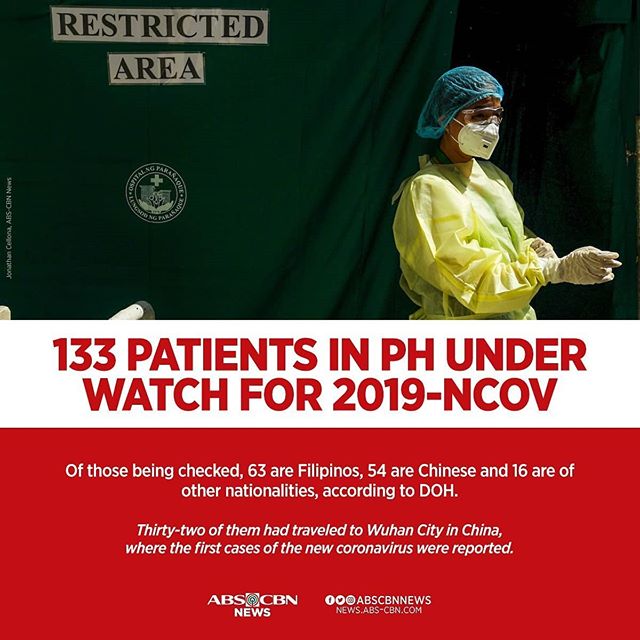 RESTRICTED
AREA
OSPITAL NG PARAÑAQUE
Jonathan Cellona, ABS-CBN News
133 PATIENTS IN PH UNDER
WATCH FOR 2019-NCOV
Of those being checked, 63 are Filipinos, 54 are Chinese and 16 are of
other nationalities, according to DOH.
Thirty-two of them had traveled to Wuhan City in China,
where the first cases of the new coronavirus were reported.
ABS CBN
NEWS
@ABSCBNNEWS
NEWS.ABS-CBN.COM